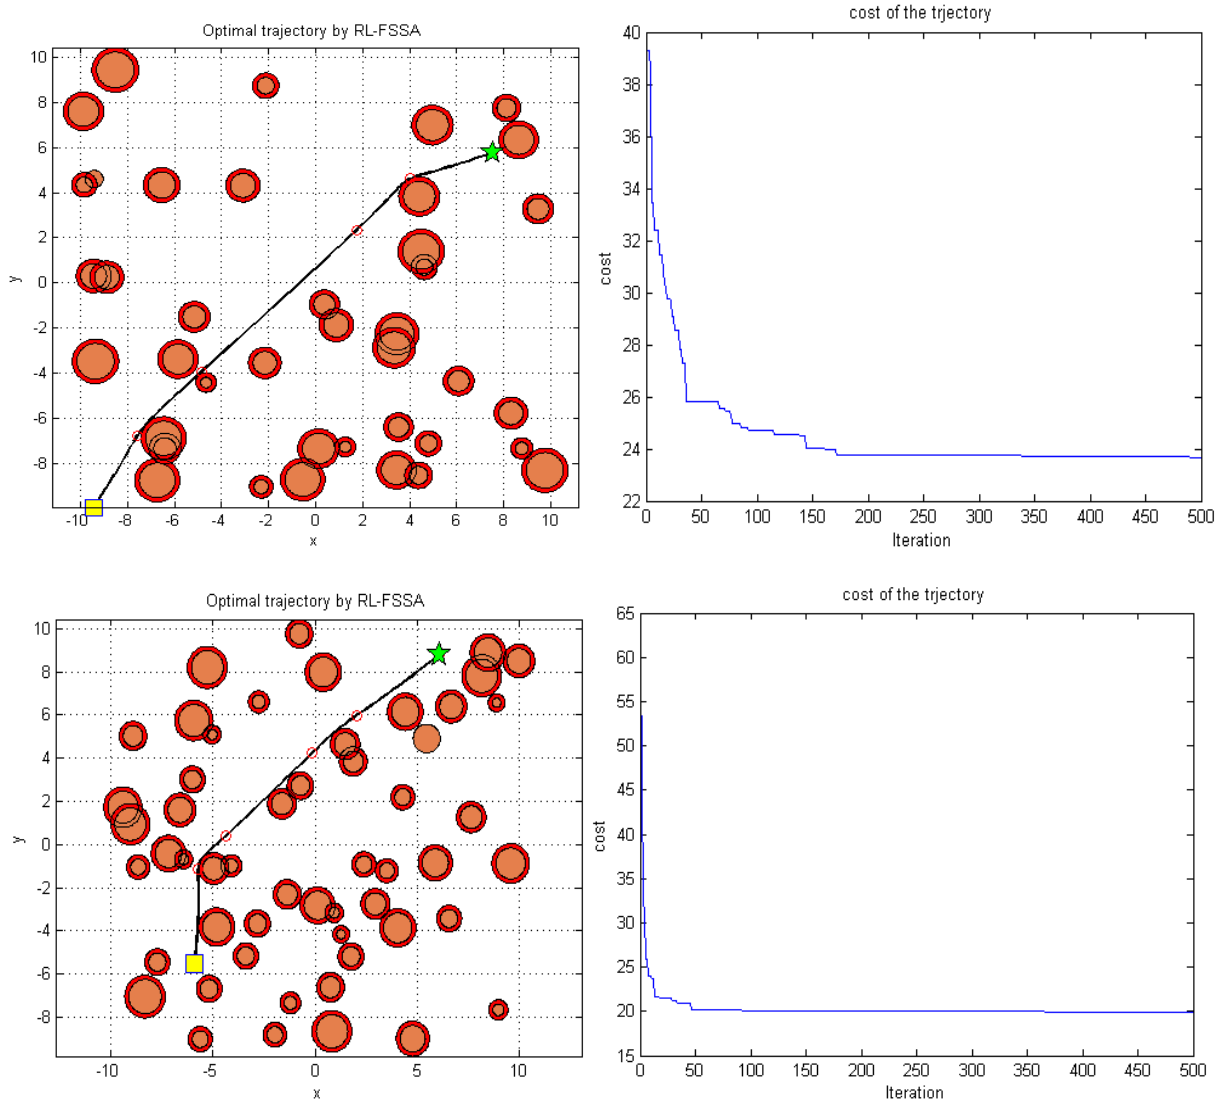 Optimal trajectory by RL-FSSA
10
8
6
4
2
0
-2
-4
-6
-8
y
-10 -8 -6 -4 -2 0 2 4 6 8 10
x
cost of the trjectory
40
38
36
34
32
30
28
26
24
22
cost
0 50 100 150 200 250 300 350 400 450 500
Iteration
Optimal trajectory by RL-FSSA
10
8
6
4
2
0
-2
-4
-6
-8
y
-10 -5 0 5 10
x
cost of the trjectory
65
60
55
50
45
40
35
30
25
20
15
cost
0 50 100 150 200 250 300 350 400 450 500
Iteration